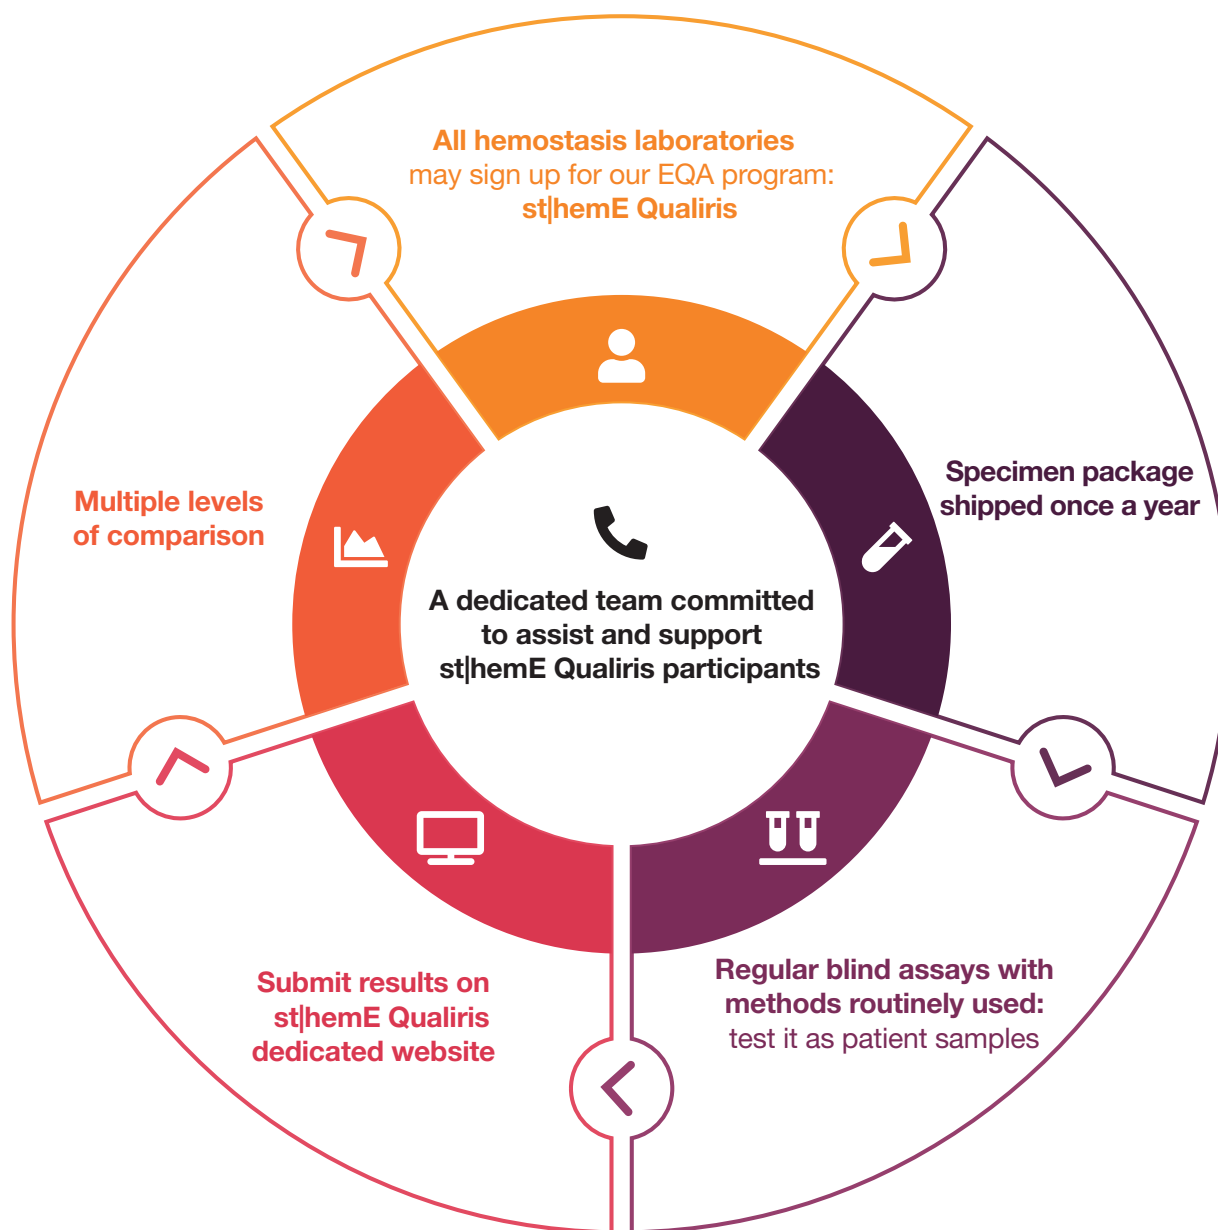 All hemostasis laboratories
may sign up for our EQA program:
st|hemE Qualiris
Specimen package
shipped once a year
Regular blind assays with
methods routinely used:
test it as patient samples
Submit results on
st|hemE Qualiris
dedicated website
Multiple levels
of comparison
A dedicated team committed
to assist and support
st|hemE Qualiris participants